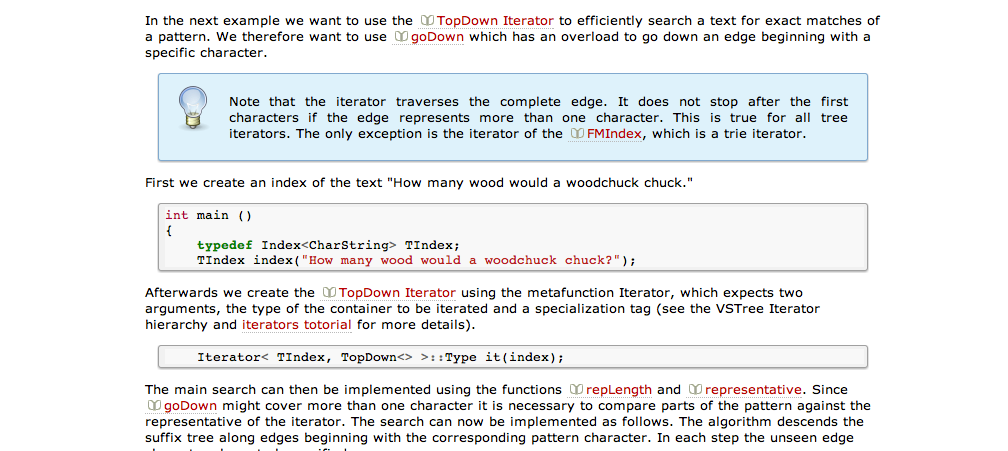 In the next example we want to use the TopDown Iterator to efficiently search a text for exact matches of
a pattern. We therefore want to use goDown which has an overload to go down an edge beginning with a
specific character.
Note that the iterator traverses the complete edge. It does not stop after the first
characters if the edge represents more than one character. This is true for all tree
iterators. The only exception is the iterator of the FMIndex, which is a trie iterator.
First we create an index of the text "How many wood would a woodchuck chuck."
int main ()
{
    typedef Index<CharString> TIndex;
    TIndex index("How many wood would a woodchuck chuck?");
Afterwards we create the TopDown Iterator using the metafunction Iterator, which expects two
arguments, the type of the container to be iterated and a specialization tag (see the VSTree Iterator
hierarchy and iterators totorial for more details).
    Iterator< TIndex, TopDown<> >::Type it(index);
The main search can then be implemented using the functions repLength and representative. Since
goDown might cover more than one character it is necessary to compare parts of the pattern against the
representative of the iterator. The search can now be implemented as follows. The algorithm descends the
suffix tree along edges beginning with the corresponding pattern character. In each step the unseen edge